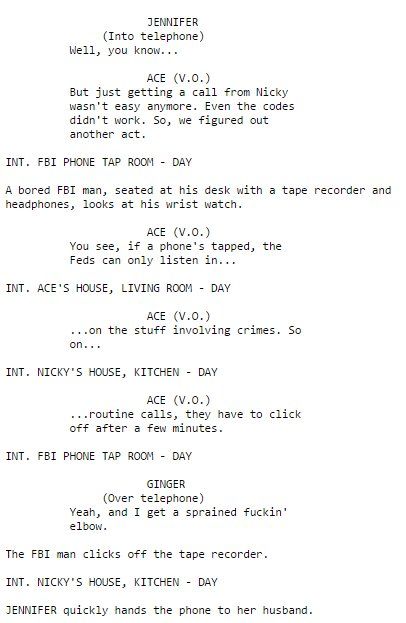 JENNIFER
(Into telephone)
Well, you know...
ACE (V.O.)
But just getting a call from Nicky
wasn't easy anymore. Even the codes
didn't work. So, we figured out
another act.
INT. FBI PHONE TAP ROOM - DAY
A bored FBI man, seated at his desk with a tape recorder and
headphones, looks at his wrist watch.
ACE (V.O.)
You see, if a phone's tapped, the
Feds can only listen in...
INT. ACE'S HOUSE, LIVING ROOM - DAY
ACE (V.O.)
...on the stuff involving crimes. So
on...
INT. NICKY'S HOUSE, KITCHEN - DAY
ACE (V.O.)
...routine calls, they have to click
off after a few minutes.
INT. FBI PHONE TAP ROOM - DAY
GINGER
(Over telephone)
Yeah, and I get a sprained fuckin'
elbow.
The FBI man clicks off the tape recorder.
INT. NICKY'S HOUSE, KITCHEN - DAY
JENNIFER quickly hands the phone to her husband.